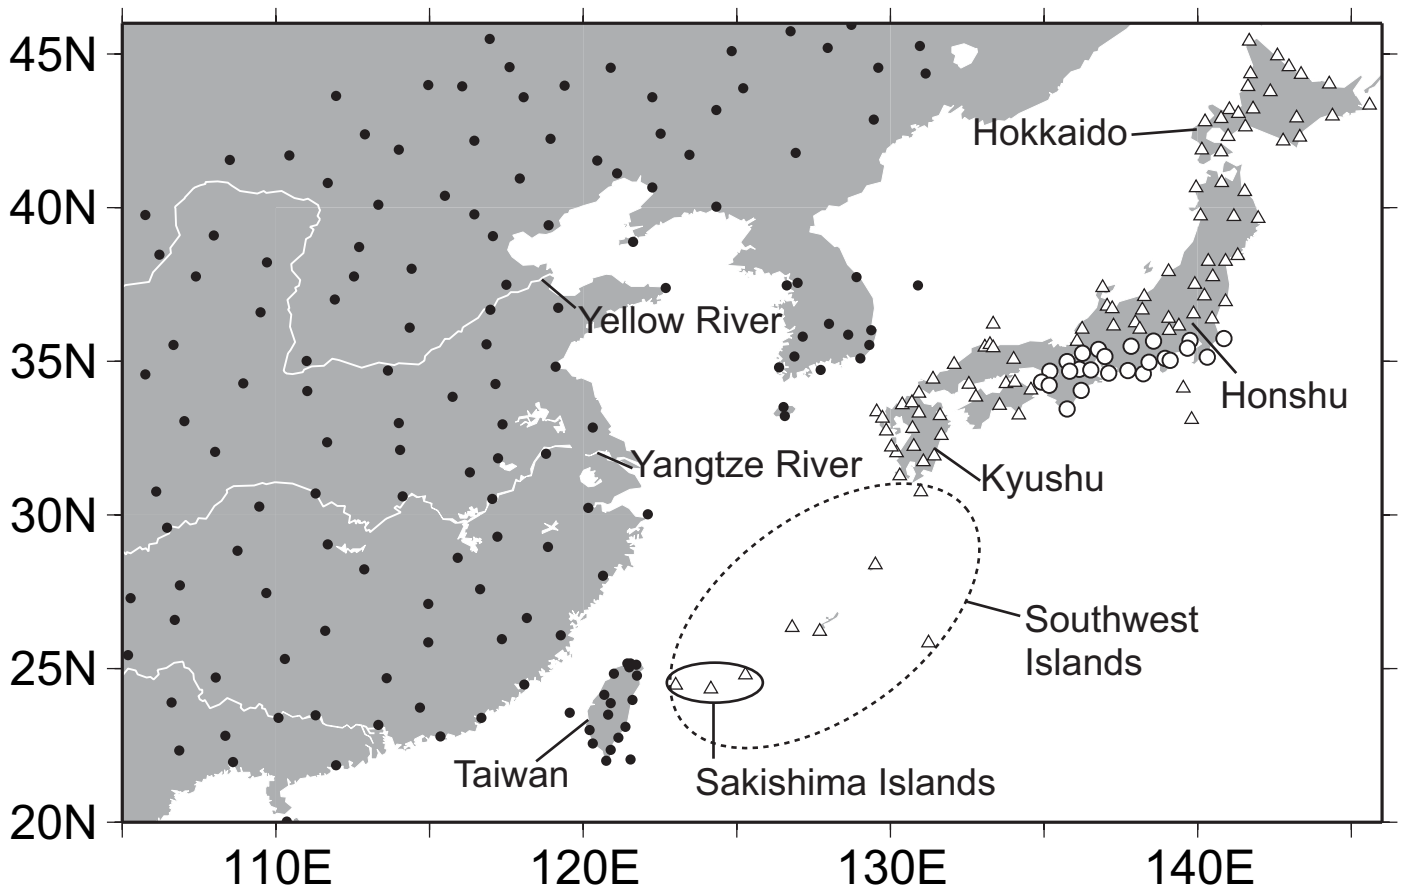 45N
Hokkaido
40N
Yellow River
35N
Honshu
Yangtze River
Kyushu
30N
Southwest
Islands
25N
Taiwan
Sakishima Islands
20N
110E
120E
130E
140E